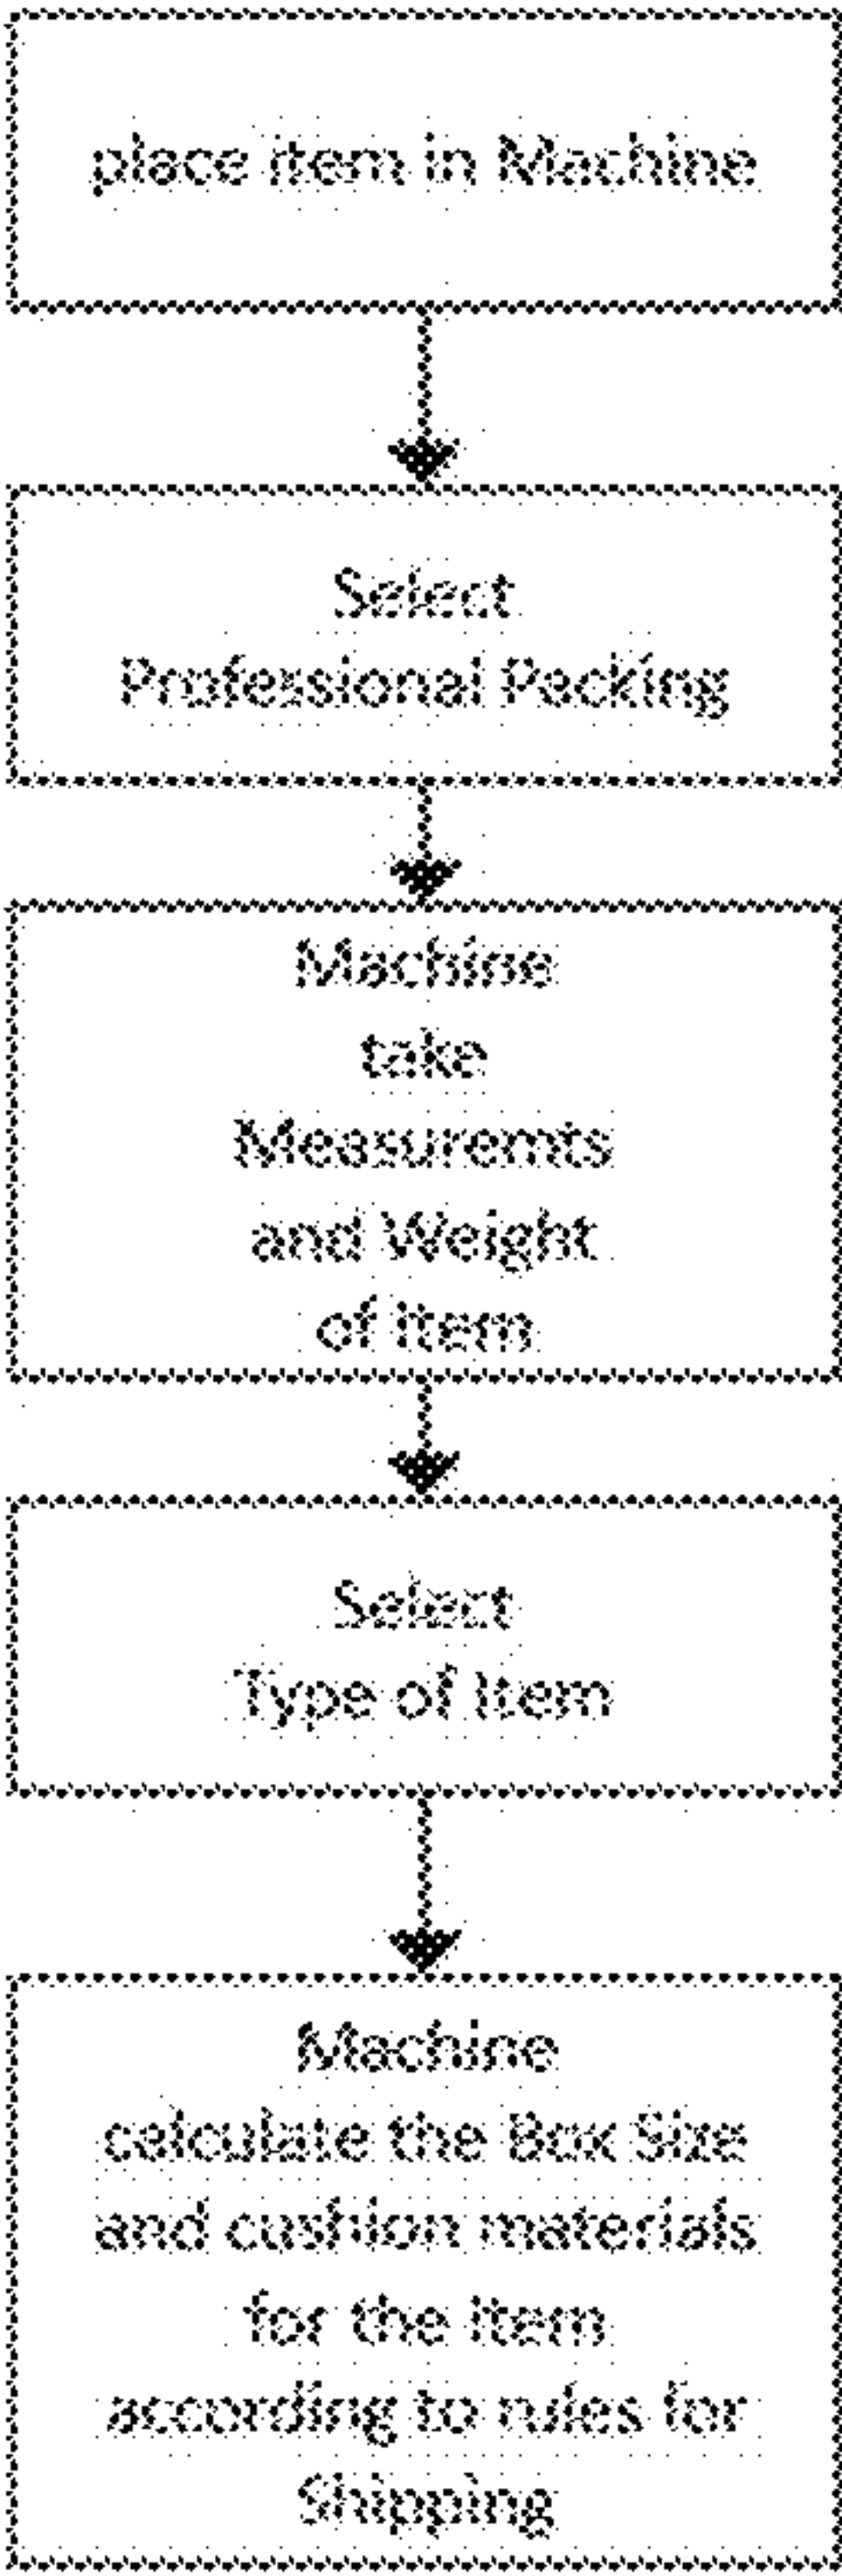 place item in Machine
Select
Professional Packing
Machine
take
Measuremts
and Weight
of Item
Select
Type of Item
Machine
calculate the Box Size
and cushion materials
for the Item
according to rules for
Shipping